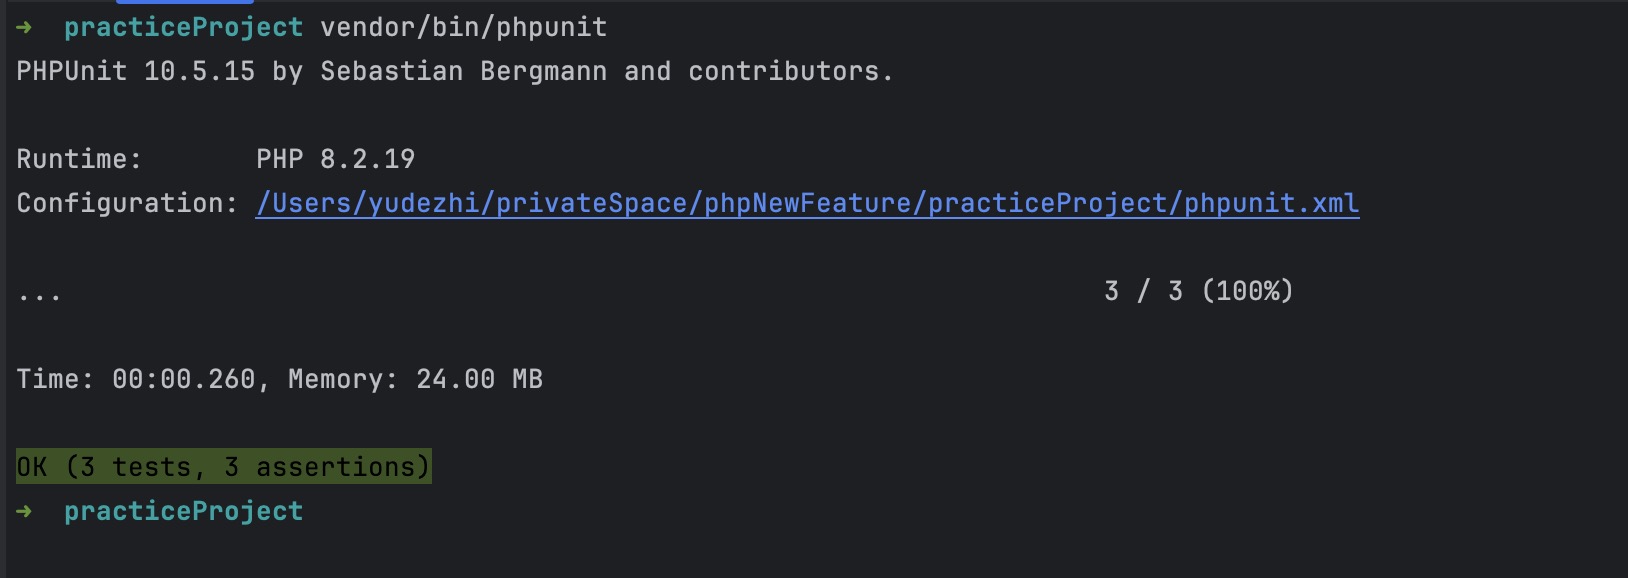 ➜  practiceProject vendor/bin/phpunit
PHPUnit 10.5.15 by Sebastian Bergmann and contributors.
Runtime:       PHP 8.2.19
Configuration: /Users/yudezhi/privateSpace/phpNewFeature/practiceProject/phpunit.xml
...                                                                 3 / 3 (100%)
Time: 00:00.260, Memory: 24.00 MB
OK (3 tests, 3 assertions)
➜  practiceProject